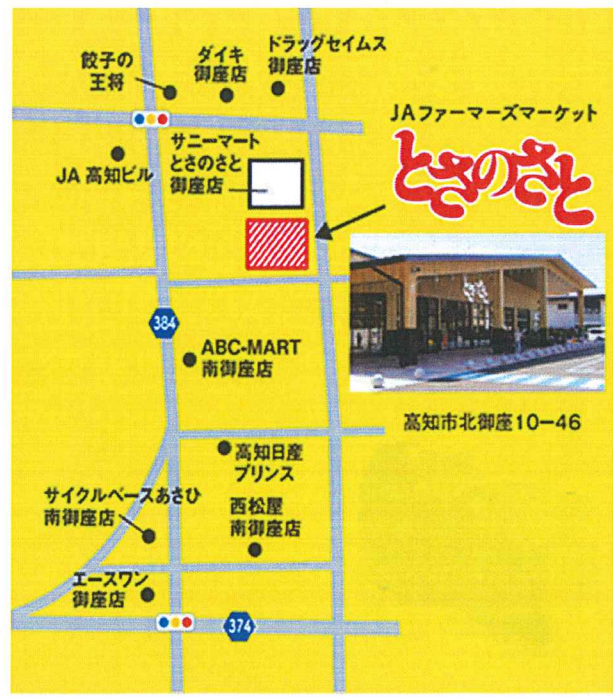 餃子の
王将
ダイキ
御座店
ドラッグセイムス
御座店
JAファーマーズマーケット
とさのさと
サニーマート
とさのさと
御座店
JA 高知ビル
384
ABC-MART
南御座店
高知市北御座10-46
高知日産
プリンス
サイクルベースあさひ
南御座店
西松屋
南御座店
エースワン
御座店
374